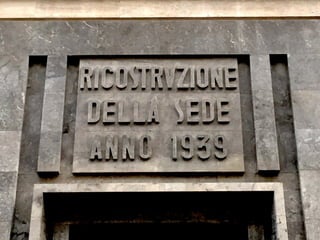 RICOSTRVZIONE
DELLA SEDE
ANNO 1939